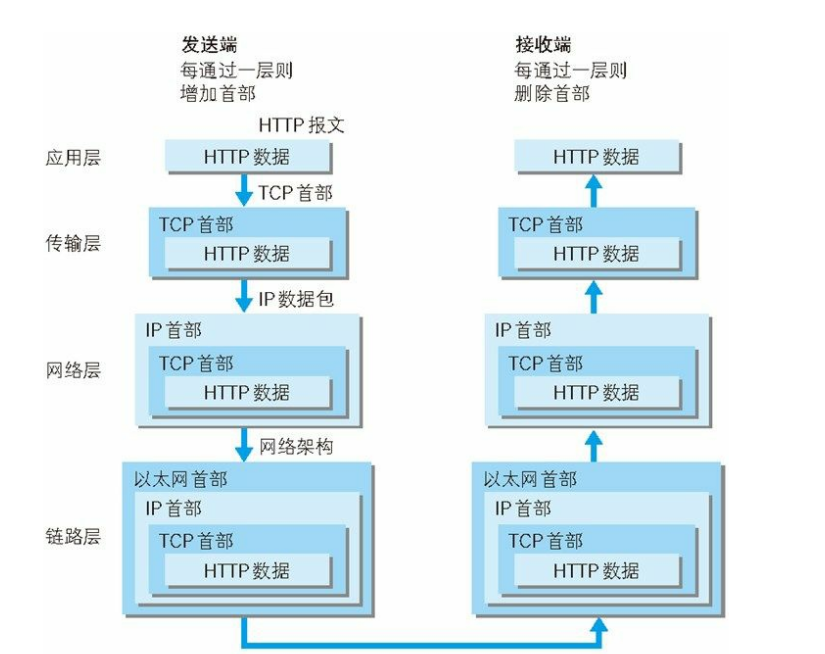 发送端
每通过一层则
增加首部
接收端
每通过一层则
删除首部
HTTP 报文
应用层
HTTP 数据
HTTP 数据
TCP 首部
传输层
TCP 首部
HTTP 数据
TCP 首部
HTTP 数据
IP 数据包
网络层
IP 首部
TCP 首部
HTTP 数据
IP 首部
TCP 首部
HTTP 数据
网络架构
链路层
以太网首部
IP 首部
TCP 首部
HTTP 数据
以太网首部
IP 首部
TCP 首部
HTTP 数据